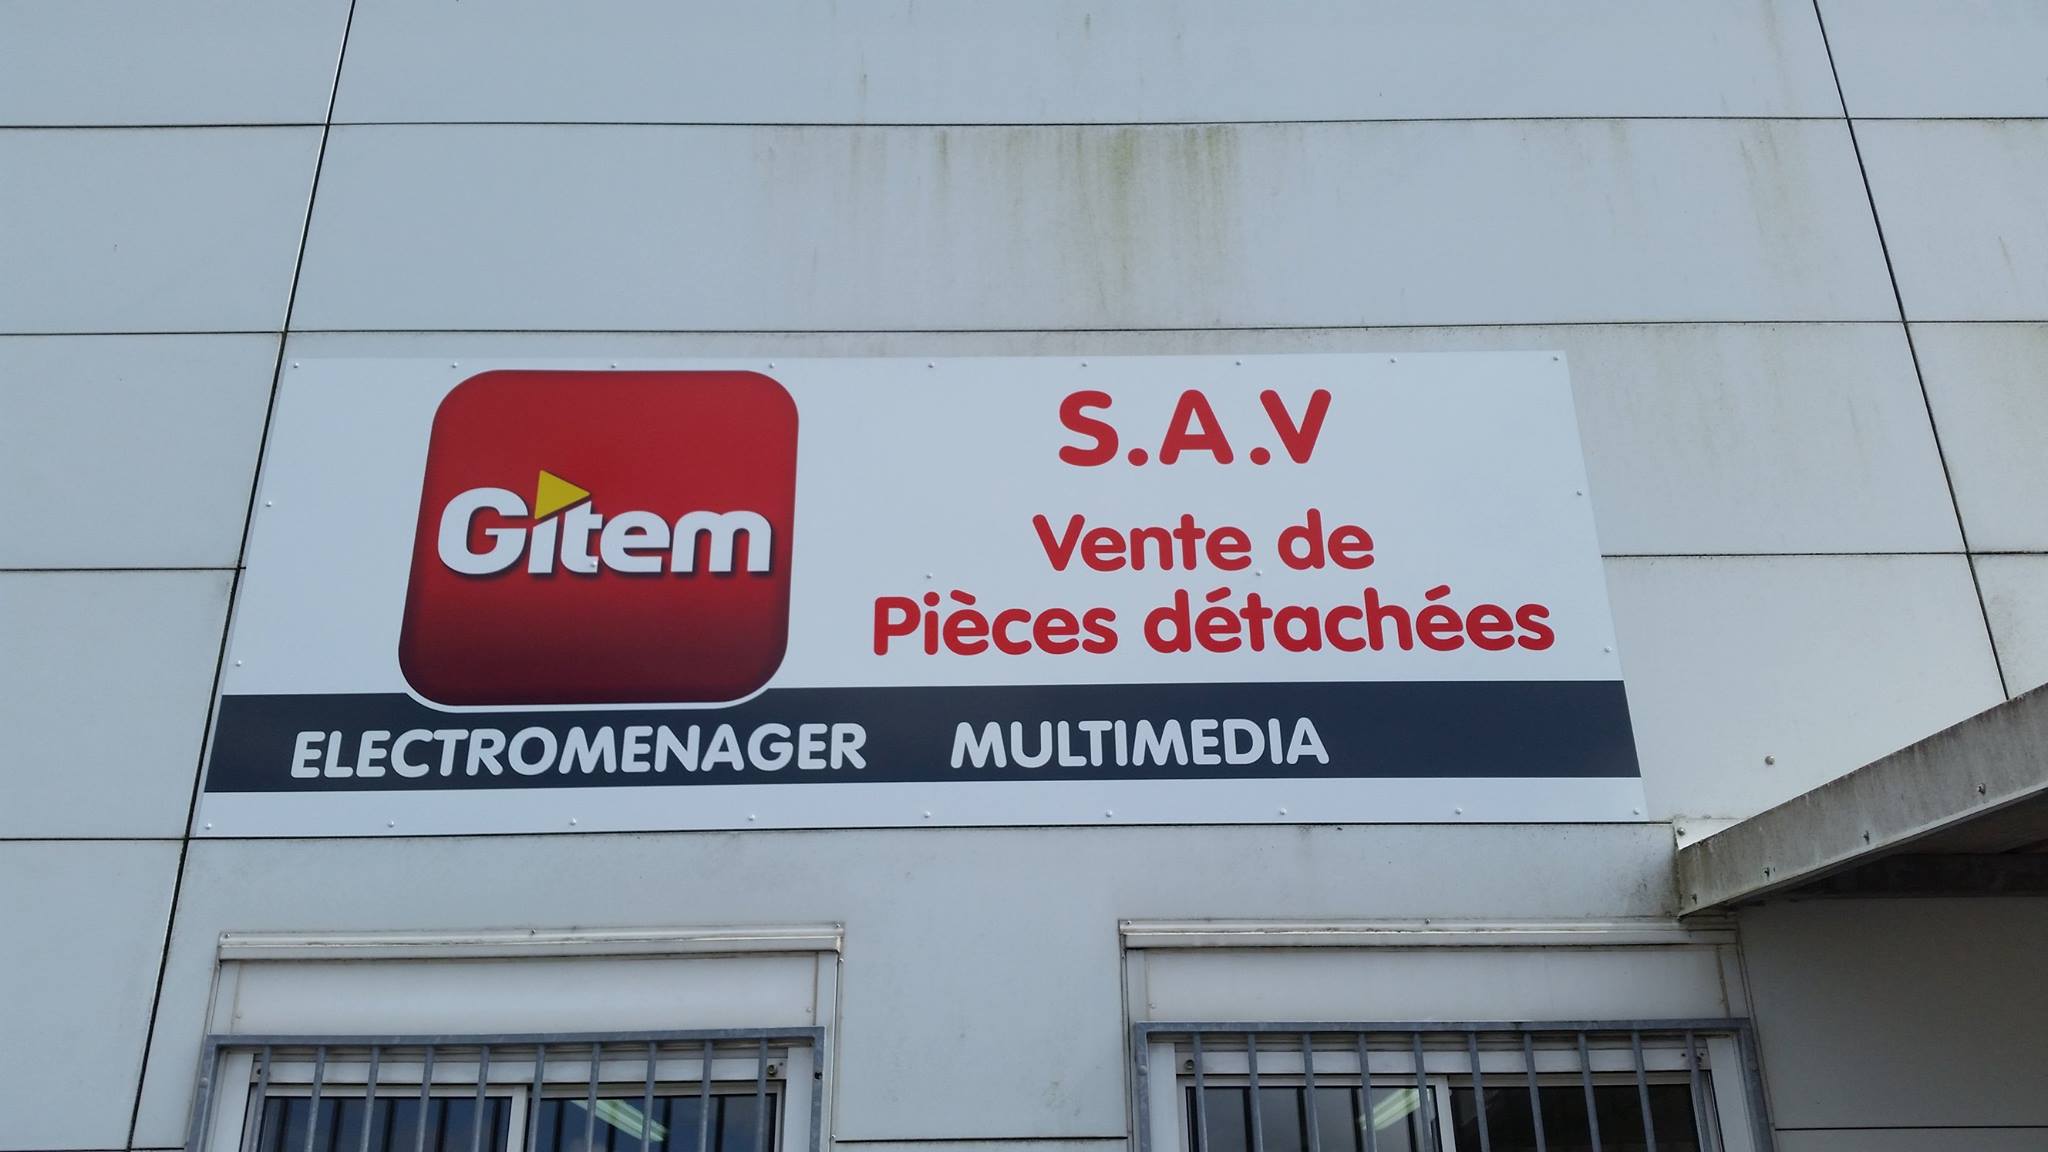 Gitem
S.A.V
Vente de
Pièces détachées
ELECTROMENAGER MULTIMEDIA